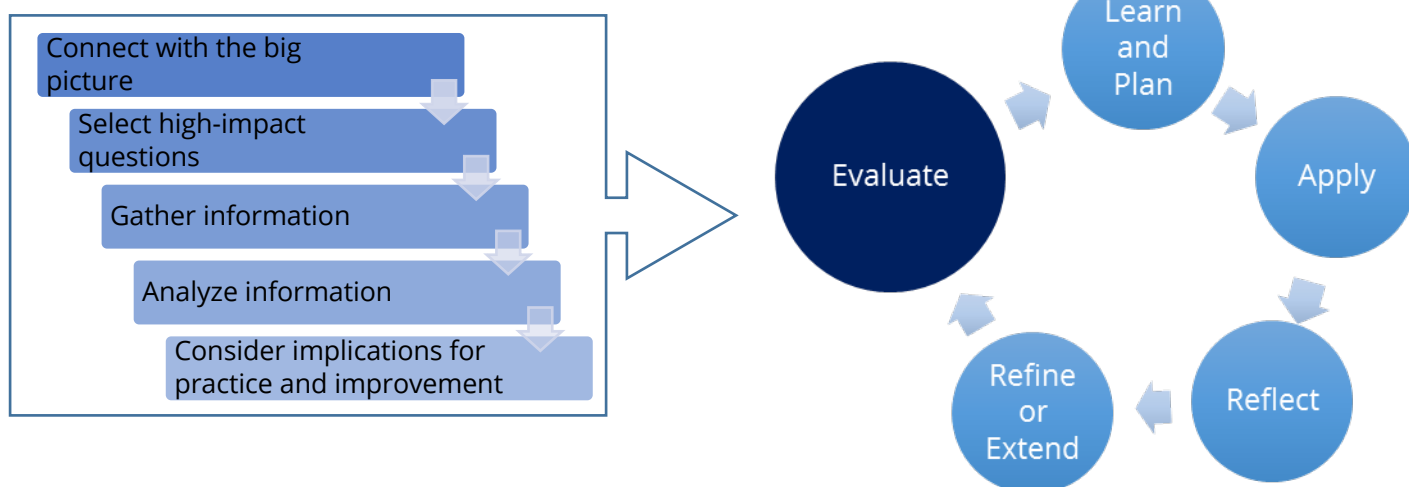 Connect with the big
picture
Select high-impact
questions
Gather information
Analyze information
Consider implications for
practice and improvement
Learn
and
Plan
Evaluate
Apply
Reflect
Refine
or
Extend